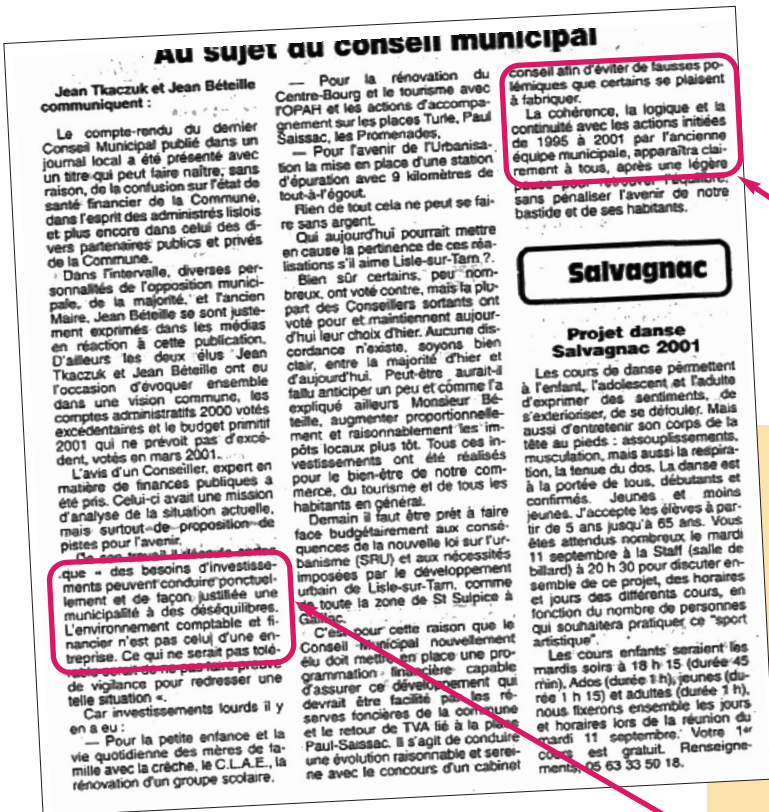 Au sujet du conseil municipal
Jean Tkaczuk et Jean Béteille
communiquent :
Le compte-rendu du dernier
Conseil Municipal publié dans un
journal local a été présenté avec
un titre qui peut faire naître, sans
raison, de la confusion sur l'état de
santé financier de la Commune,
dans l'esprit des administrés lislois
et plus encore dans celui des di-
vers partenaires publics et privés
de la Commune.
Dans l'intervalle, diverses per-
sonnalités de l'opposition munici-
pale, de la majorité, et l'ancien
Maire, Jean Béteille se sont juste-
ment exprimés dans les médias
en réaction à cette publication.
D'ailleurs les deux élus Jean
Tkaczuk et Jean Béteille ont eu
l'occasion d'évoquer ensemble
dans une vision commune, les
comptes administratifs 2000 votés
excédentaires et le budget primitif
2001 qui ne prévoit pas d'excé-
dent, votés en mars 2001.
L'avis d'un Conseiller, expert en
matière de finances publiques a
été pris. Celui-ci avait une mission
d'analyse de la situation actuelle,
mais surtout de proposition de
pistes pour l'avenir.
De son travail il
que « des besoins d'investisse-
ments peuvent conduire ponctuel-
lement et de façon justifiée une
municipalité à des déséquilibres.
L'environnement comptable et fi-
nancier n'est pas celui d'une en-
treprise. Ce qui ne serait pas tolé-
rable serait de ne pas faire preuve
de vigilance pour redresser une
telle situation «.
Car investissements lourds il y
en a eu :
— Pour la petite enfance et la
vie quotidienne des mères de fa-
mille avec la crèche, le C.L.A.E., la
rénovation d'un groupe scolaire,
— Pour la rénovation du
Centre-Bourg et le tourisme avec
l'OPAH et les actions d'accompa-
gnement sur les places Turle, Paul
Saissac, les Promenades,
— Pour l'avenir de l'Urbanisa-
tion la mise en place d'une station
d'épuration avec 9 kilomètres de
tout-à-l'égout.
Rien de tout cela ne peut se fai-
re sans argent.
Qui aujourd'hui pourrait mettre
en cause la pertinence de ces réa-
lisations s'il aime Lisle-sur-Tarn ?.
Bien sûr certains, peu nom-
breux, ont voté contre, mais la plu-
part des Conseillers sortants ont
voté pour et maintiennent aujour-
d'hui leur choix d'hier. Aucune dis-
cordance n'existe, soyons bien
clair, entre la majorité d'hier et
d'aujourd'hui. Peut-être aurait-il
fallu anticiper un peu et comme l'a
expliqué ailleurs Monsieur Bé-
teille, augmenter proportionnelle-
ment et raisonnablement les im-
pôts locaux plus tôt. Tous ces in-
vestissements ont été réalisés
pour le bien-être de notre com-
merce, du tourisme et de tous les
habitants en général.
Demain il faut être prêt à faire
face budgétairement aux consé-
quences de la nouvelle loi sur l'ur-
banisme (SRU) et aux nécessités
imposées par le développement
urbain de Lisle-sur-Tarn, comme
de toute la zone de St Sulpice à
Gaillac.
C'est pour cette raison que le
Conseil Municipal nouvellement
élu doit mettre en place une pro-
grammation financière capable
d'assurer ce développement qui
devrait être facilité par les ré-
serves foncières de la commune
et le retour de TVA lié à la place
Paul-Saissac. Il s'agit de conduire
une évolution raisonnable et serei-
ne avec le concours d'un cabinet
conseil afin d'éviter de fausses po-
lémiques que certains se plaisent
à fabriquer.
La cohérence, la logique et la
continuité avec les actions initiées
de 1995 à 2001 par l'ancienne
équipe municipale, apparaîtra clai-
rement à tous, après une légère
pause pour retrouver l'équilibre,
sans pénaliser l'avenir de notre
bastide et de ses habitants.
Salvagnac
Projet danse
Salvagnac 2001
Les cours de danse permettent
à l'enfant, l'adolescent et l'adulte
d'exprimer des sentiments, de
s'exterioriser, de se défouler. Mais
aussi d'entretenir son corps de la
tête au pieds : assouplissements,
musculation, mais aussi la respira-
tion, la tenue du dos. La danse est
à la portée de tous, débutants et
confirmés. Jeunes et moins
jeunes. J'accepte les élèves à par-
tir de 5 ans jusqu'à 65 ans. Vous
êtes attendus nombreux le mardi
11 septembre à la Staff (salle de
billard) à 20 h 30 pour discuter en-
semble de ce projet, des horaires
et jours des différents cours, en
fonction du nombre de personnes
qui souhaitera pratiquer ce "sport
artistique".
Les cours enfants seraient les
mardis soirs à 18 h 15 (durée 45
min), Ados (durée 1 h), jeunes (du-
rée 1 h 15) et adultes (durée 1 h),
nous fixerons ensemble les jours
et horaires lors de la réunion du
mardi 11 septembre. Votre 1er
cours est gratuit. Renseigne-
ments, 05 63 33 50 18.